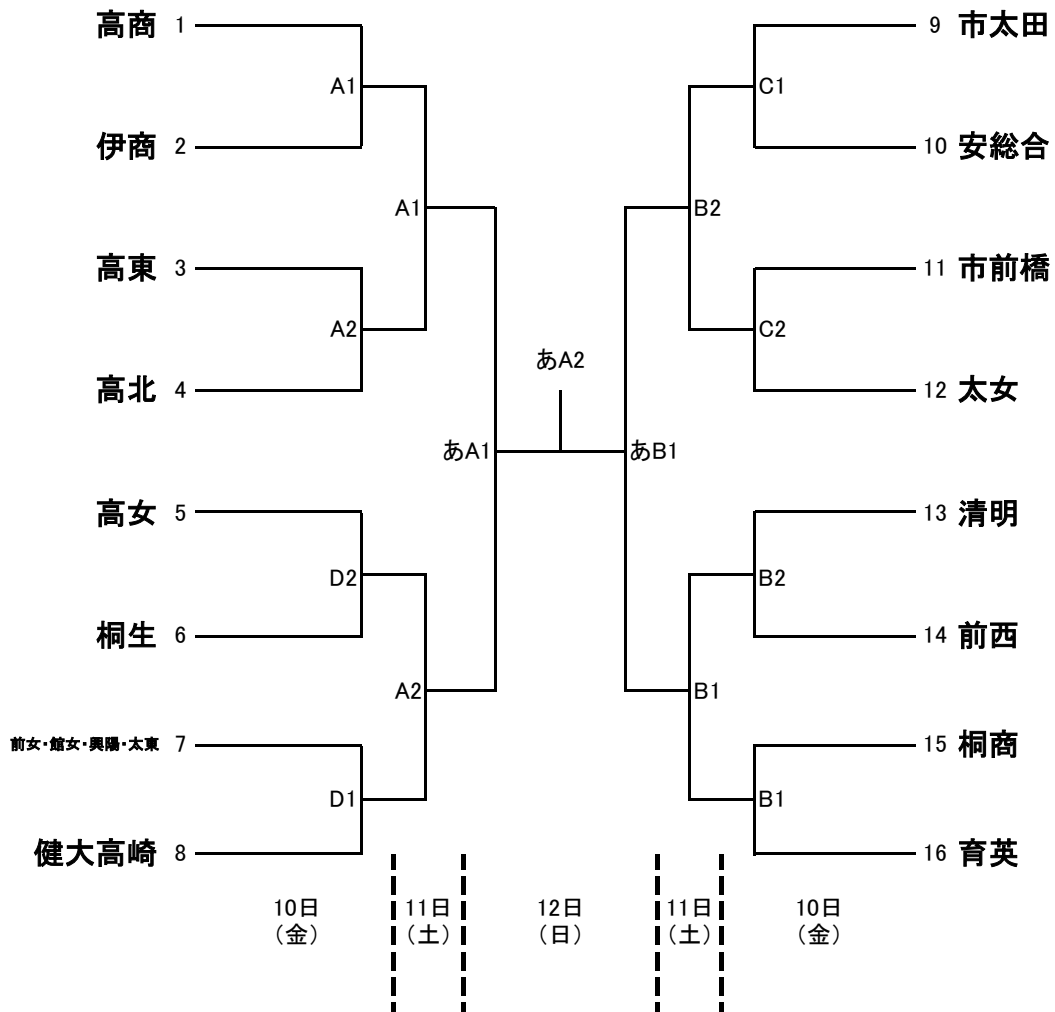 高商 1
A1
伊商 2
A1
高東 3
A2
高北 4
あA1
高女 5
D2
桐生 6
A2
前女・館女・興陽・太東 7
D1
健大高崎 8
あA2
9 市太田
C1
10 安総合
B2
11 市前橋
C2
12 太女
あB1
13 清明
B2
14 前西
B1
15 桐商
B1
16 育英
10日
（金）
11日
（土）
12日
（日）
11日
（土）
10日
（金）